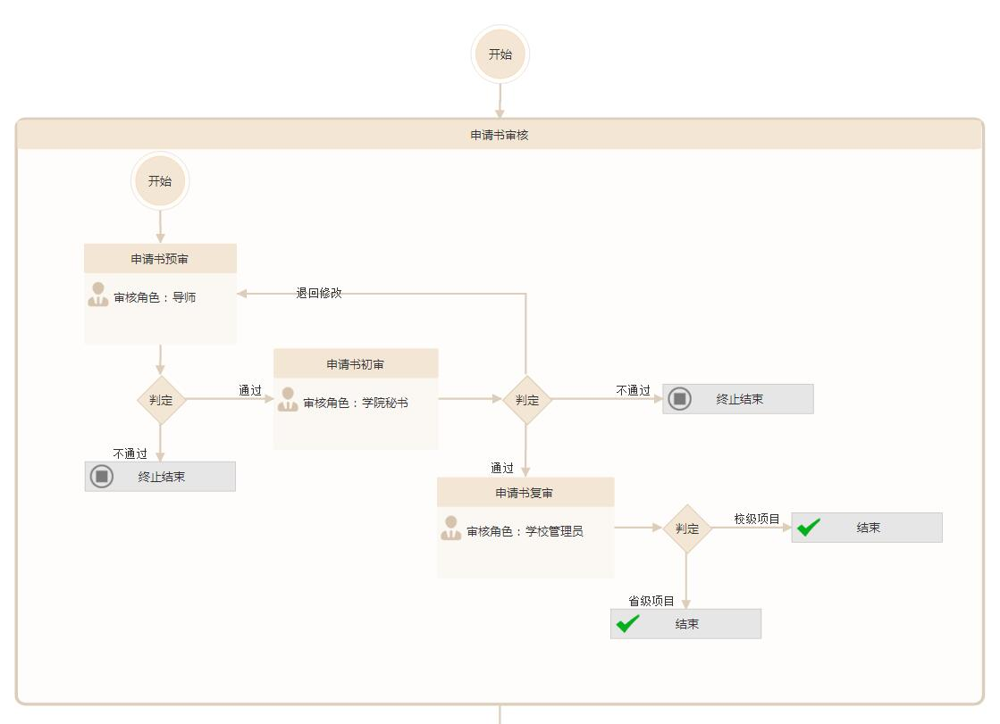 开始
申请书审核
开始
申请书预审
审核角色：导师
退回修改
申请书初审
审核角色：学院秘书
判定
通过
判定
不通过
终止结束
不通过
终止结束
通过
申请书复审
审核角色：学校管理员
判定
校级项目
结束
省级项目
结束